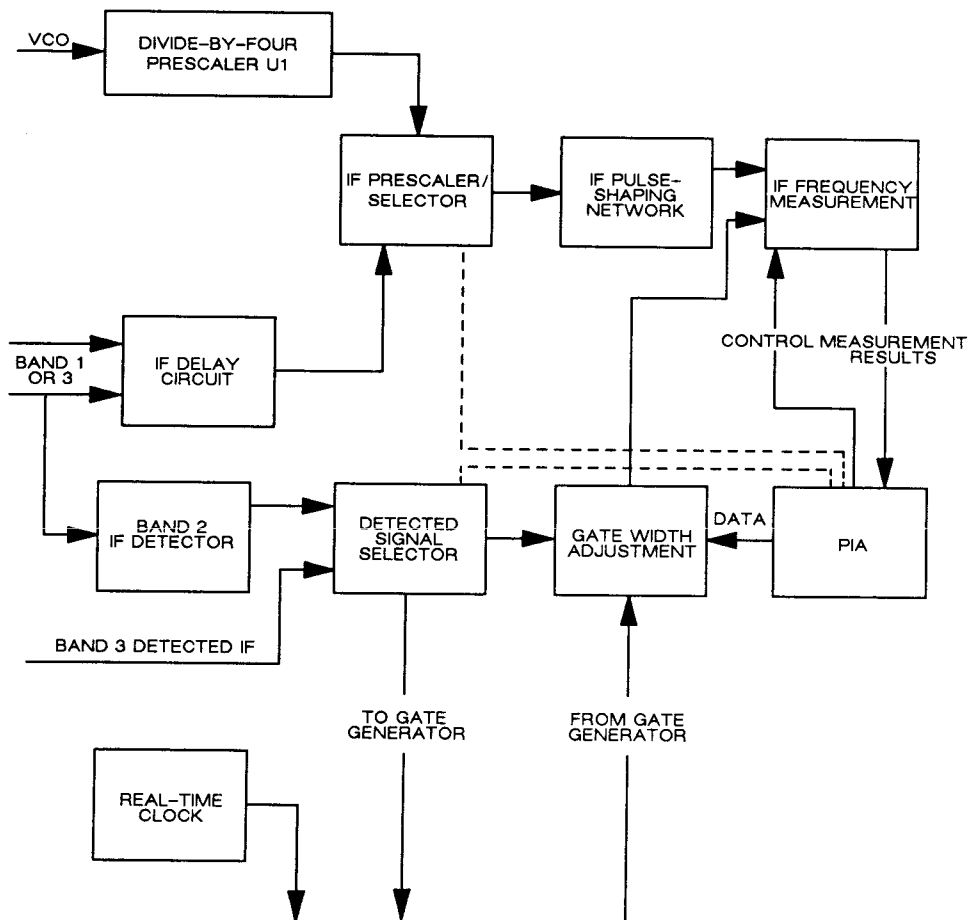 VCO
DIVIDE-BY-FOUR
PRESCALER U1
IF PRESCALER/
SELECTOR
IF PULSE-
SHAPING
NETWORK
IF FREQUENCY
MEASUREMENT
BAND 1
OR 3
IF DELAY
CIRCUIT
CONTROL MEASUREMENT
RESULTS
BAND 2
IF DETECTOR
DETECTED
SIGNAL
SELECTOR
GATE WIDTH
ADJUSTMENT
DATA
PIA
BAND 3 DETECTED IF
TO GATE
GENERATOR
FROM GATE
GENERATOR
REAL-TIME
CLOCK